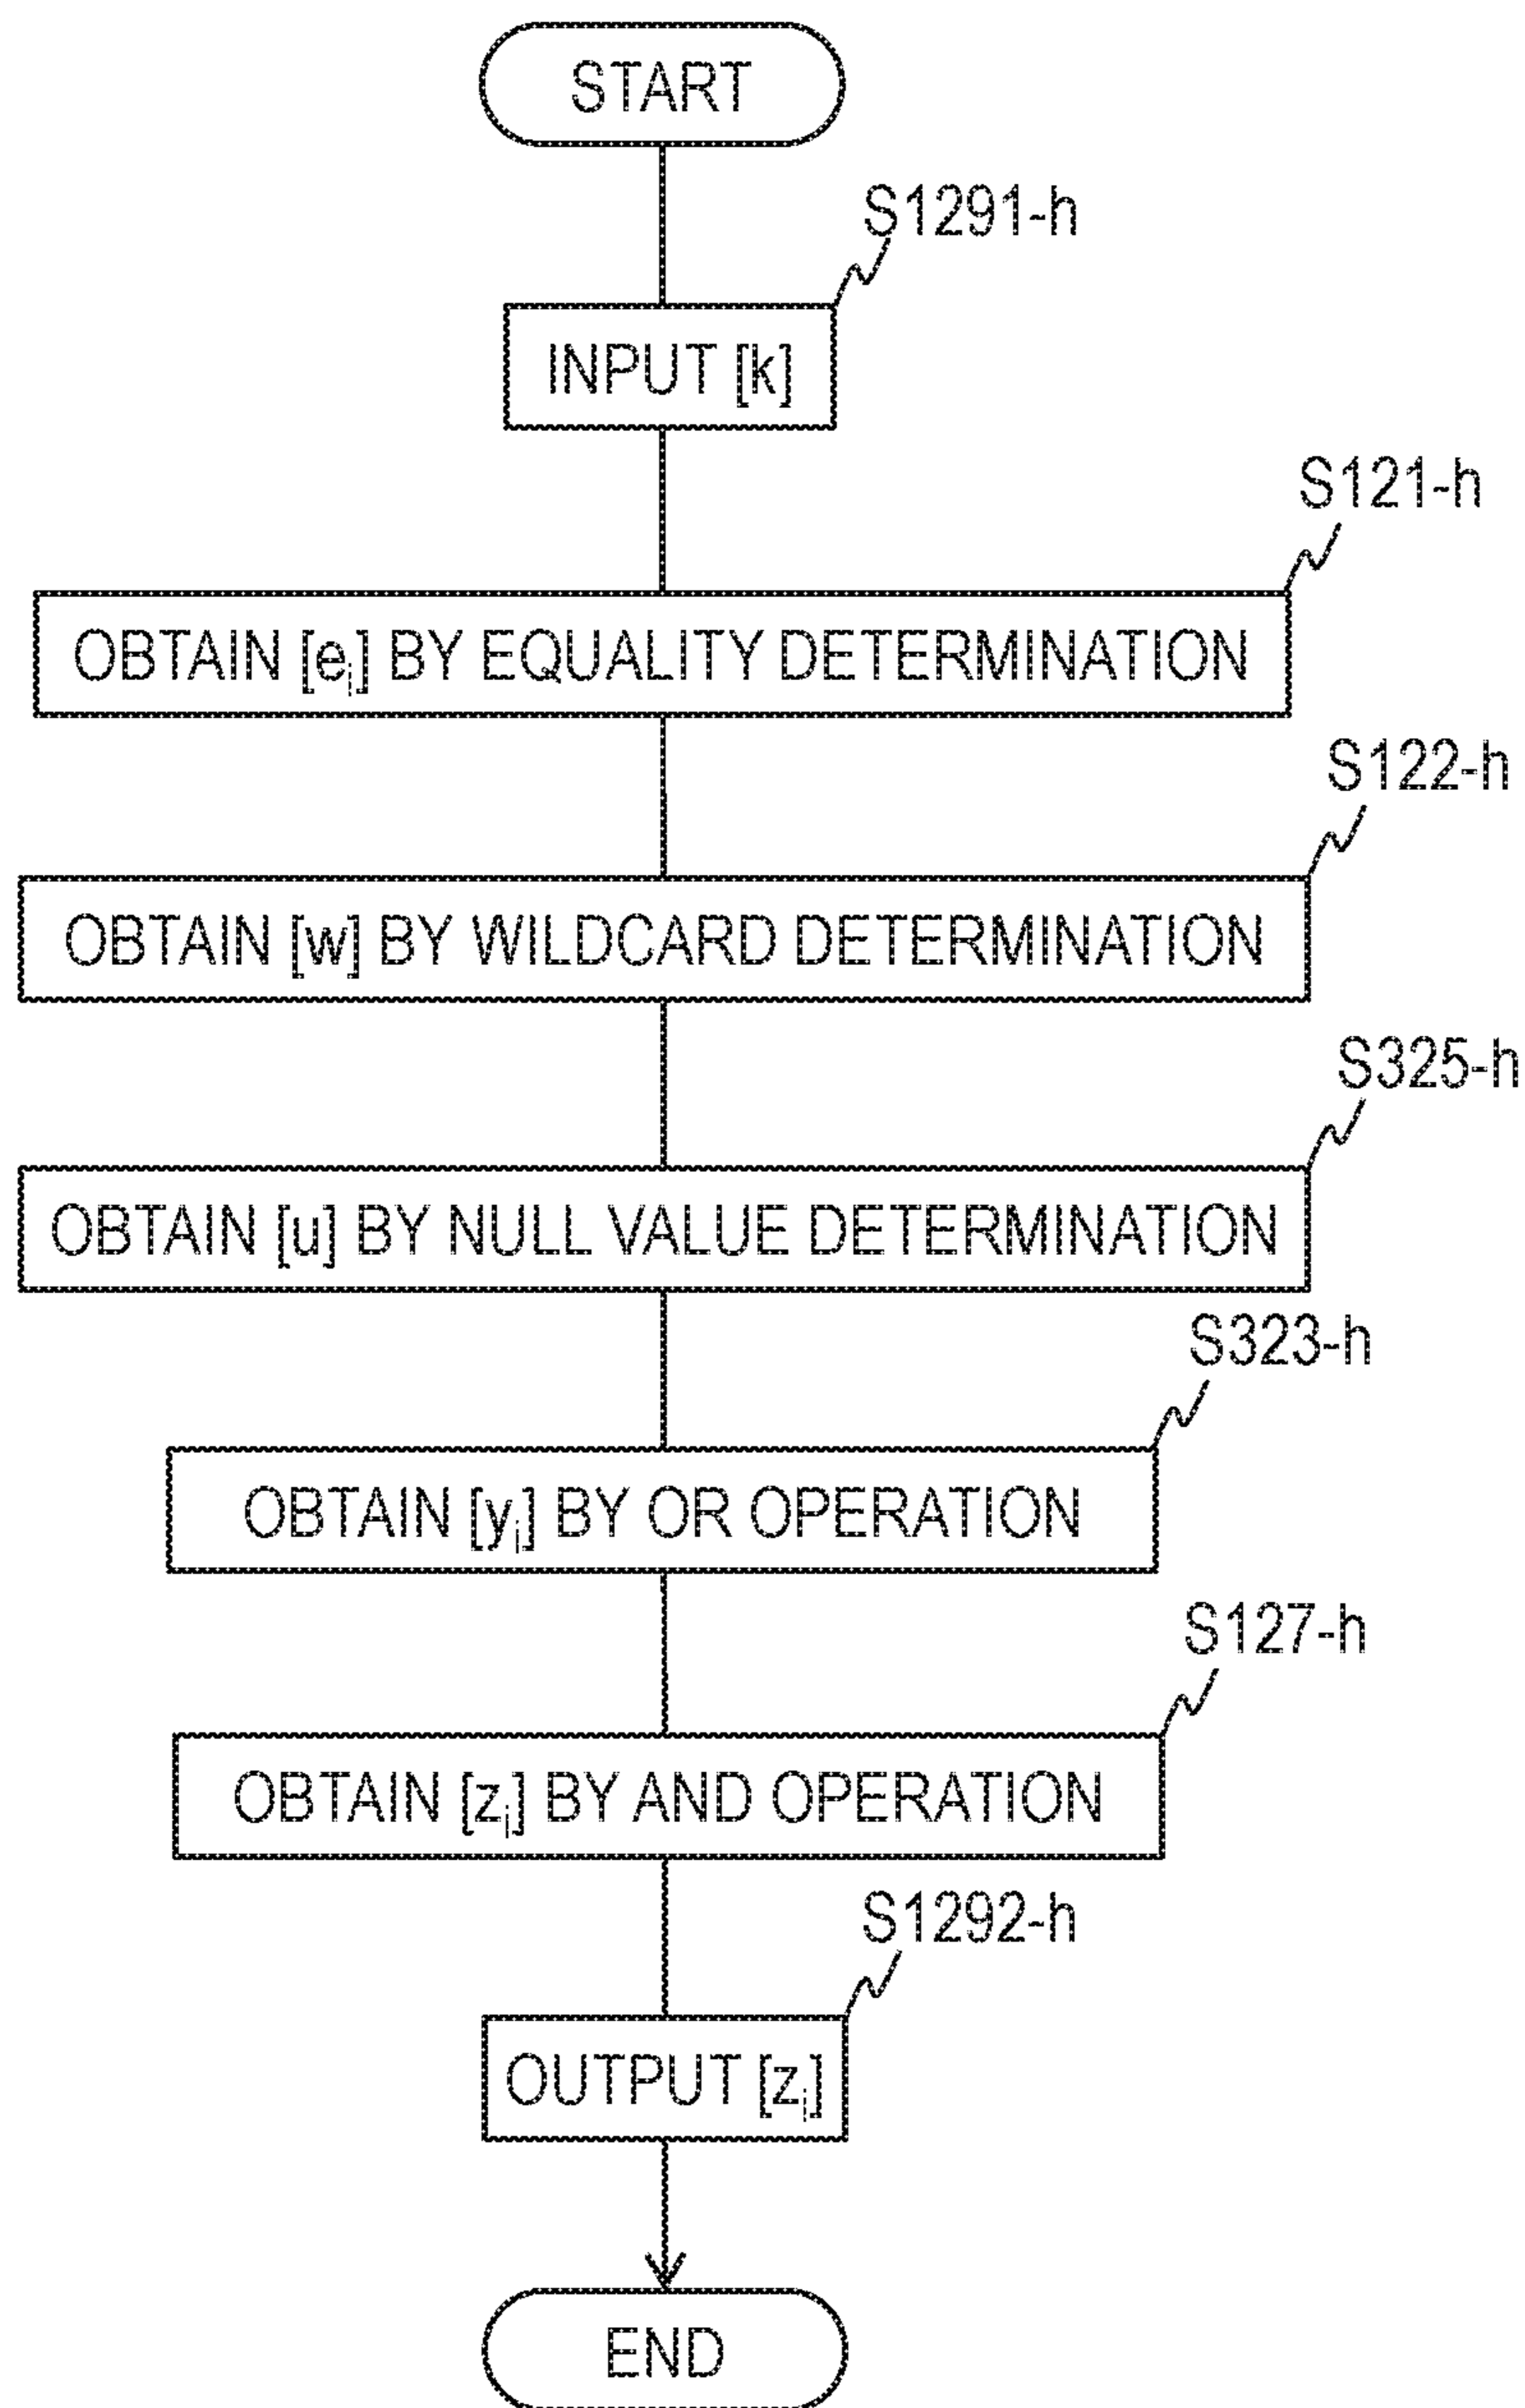 START
S1291-h
INPUT [k]
S121-h
OBTAIN [ei] BY EQUALITY DETERMINATION
S122-h
OBTAIN [w] BY WILDCARD DETERMINATION
S325-h
OBTAIN [u] BY NULL VALUE DETERMINATION
S323-h
OBTAIN [yi] BY OR OPERATION
S127-h
OBTAIN [zi] BY AND OPERATION
S1292-h
OUTPUT [zi]
END